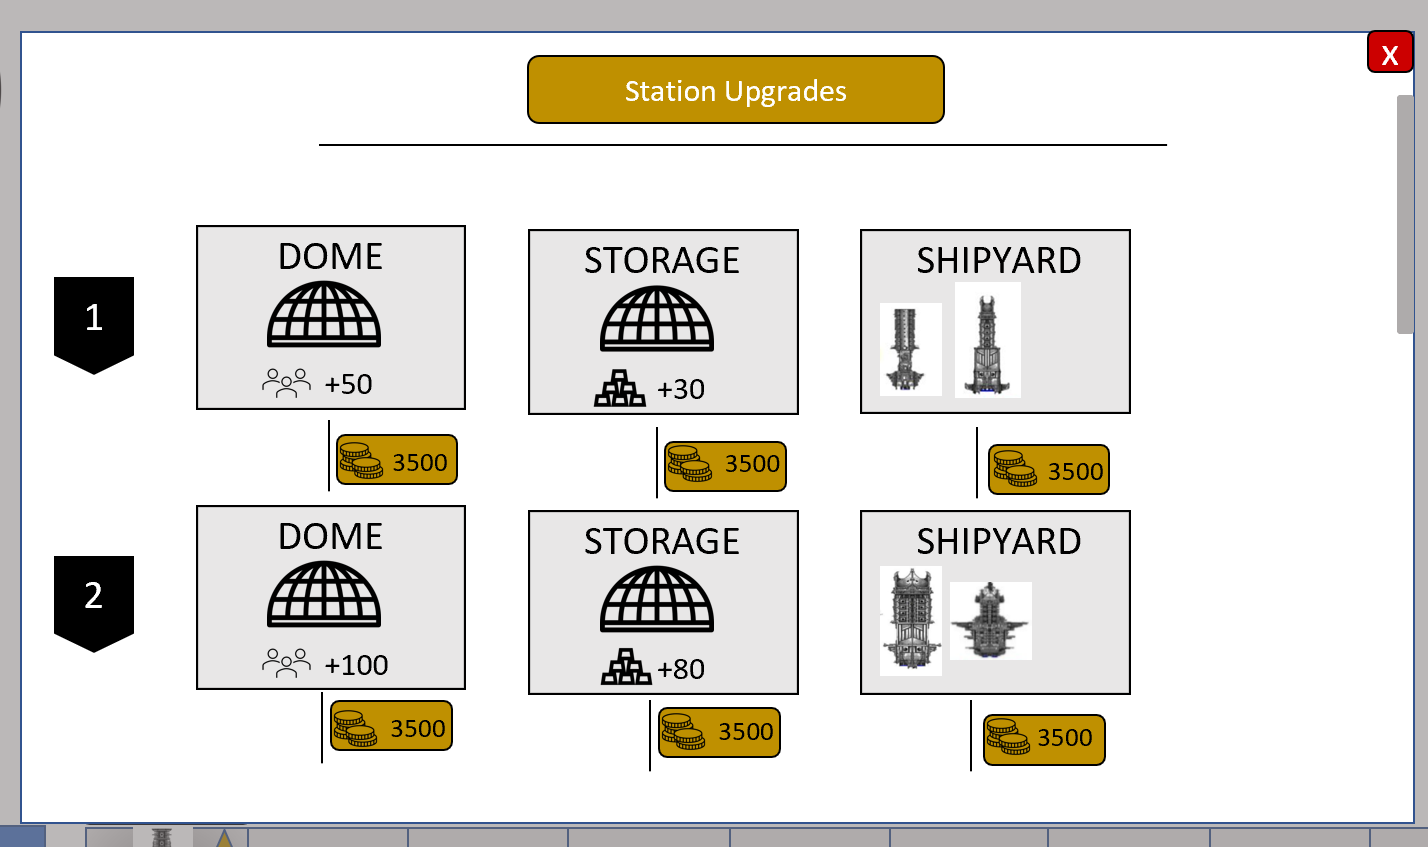 X
Station Upgrades
DOME
STORAGE
SHIPYARD
1
+50
+30
3500
3500
3500
DOME
STORAGE
SHIPYARD
2
+100
+80
3500
3500
3500